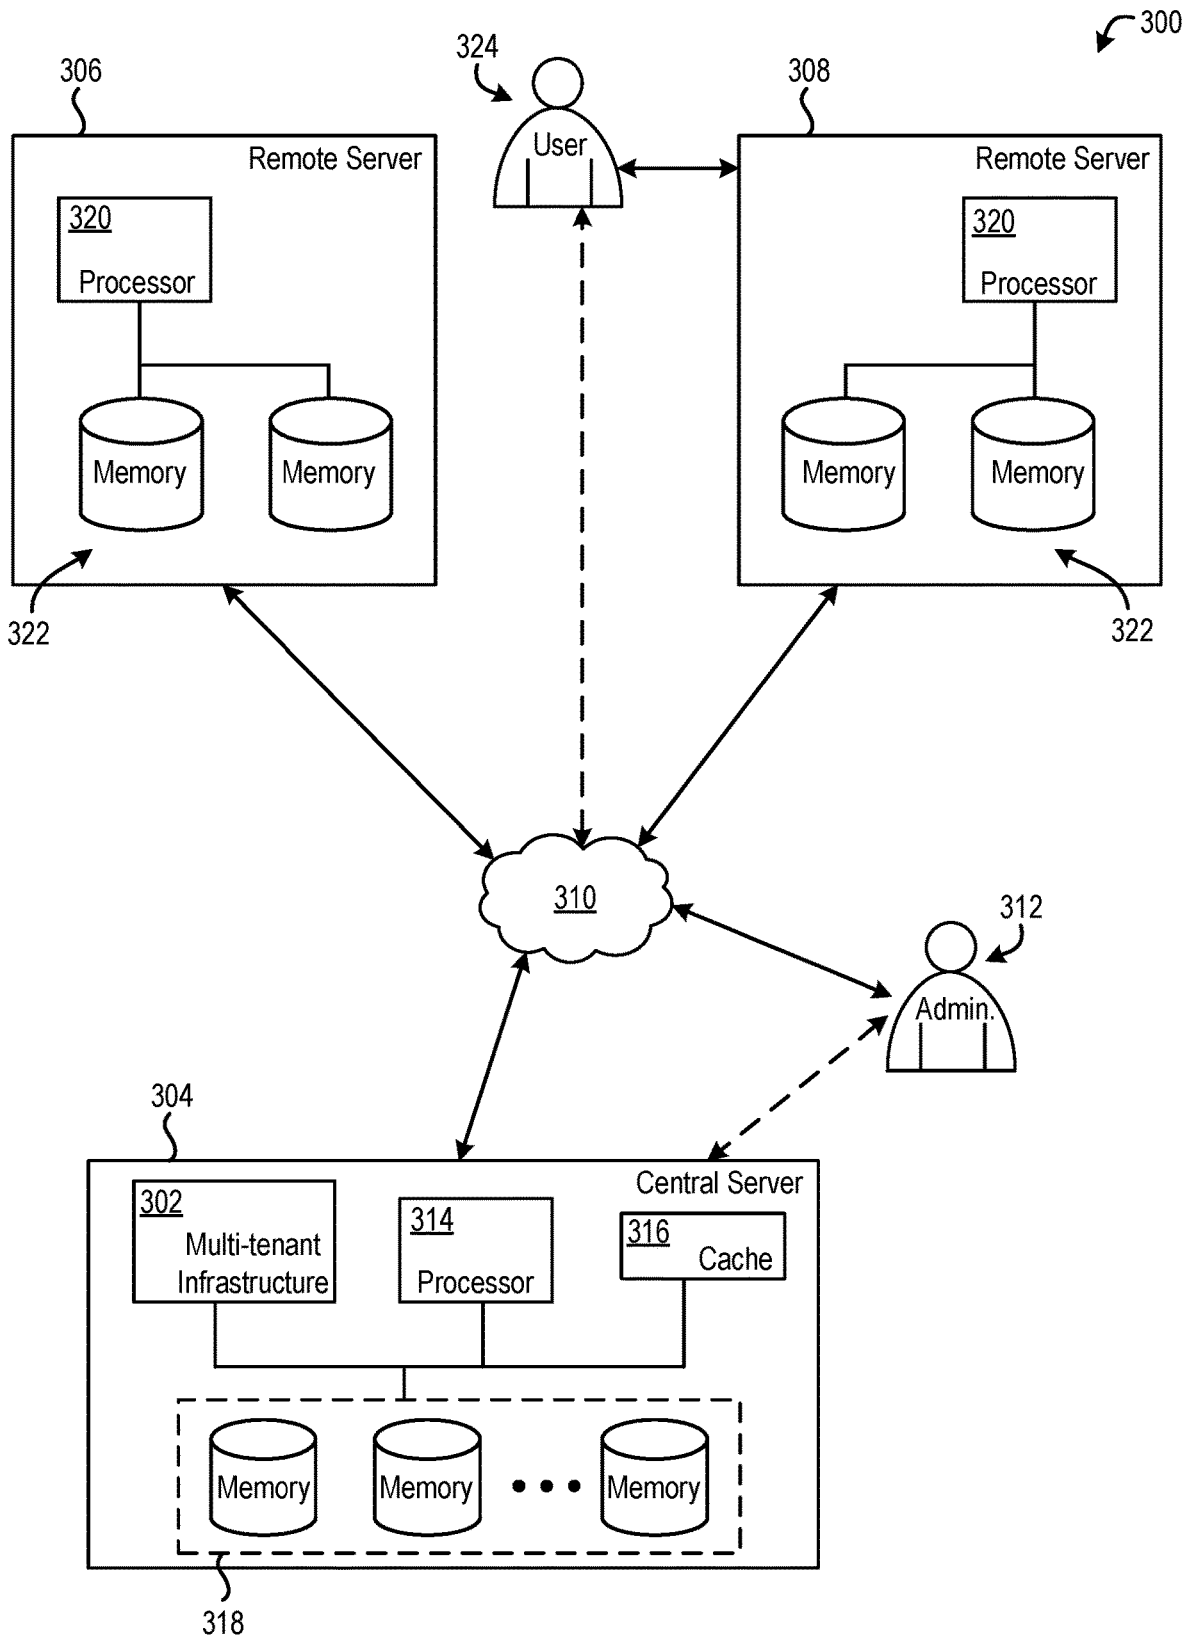 300
324
306
308
User
Remote Server
Remote Server
320
Processor
320
Processor
Memory
Memory
Memory
Memory
322
322
310
312
Admin.
304
Central Server
302
Multi-tenant
Infrastructure
314
Processor
316
Cache
Memory
Memory
Memory
318